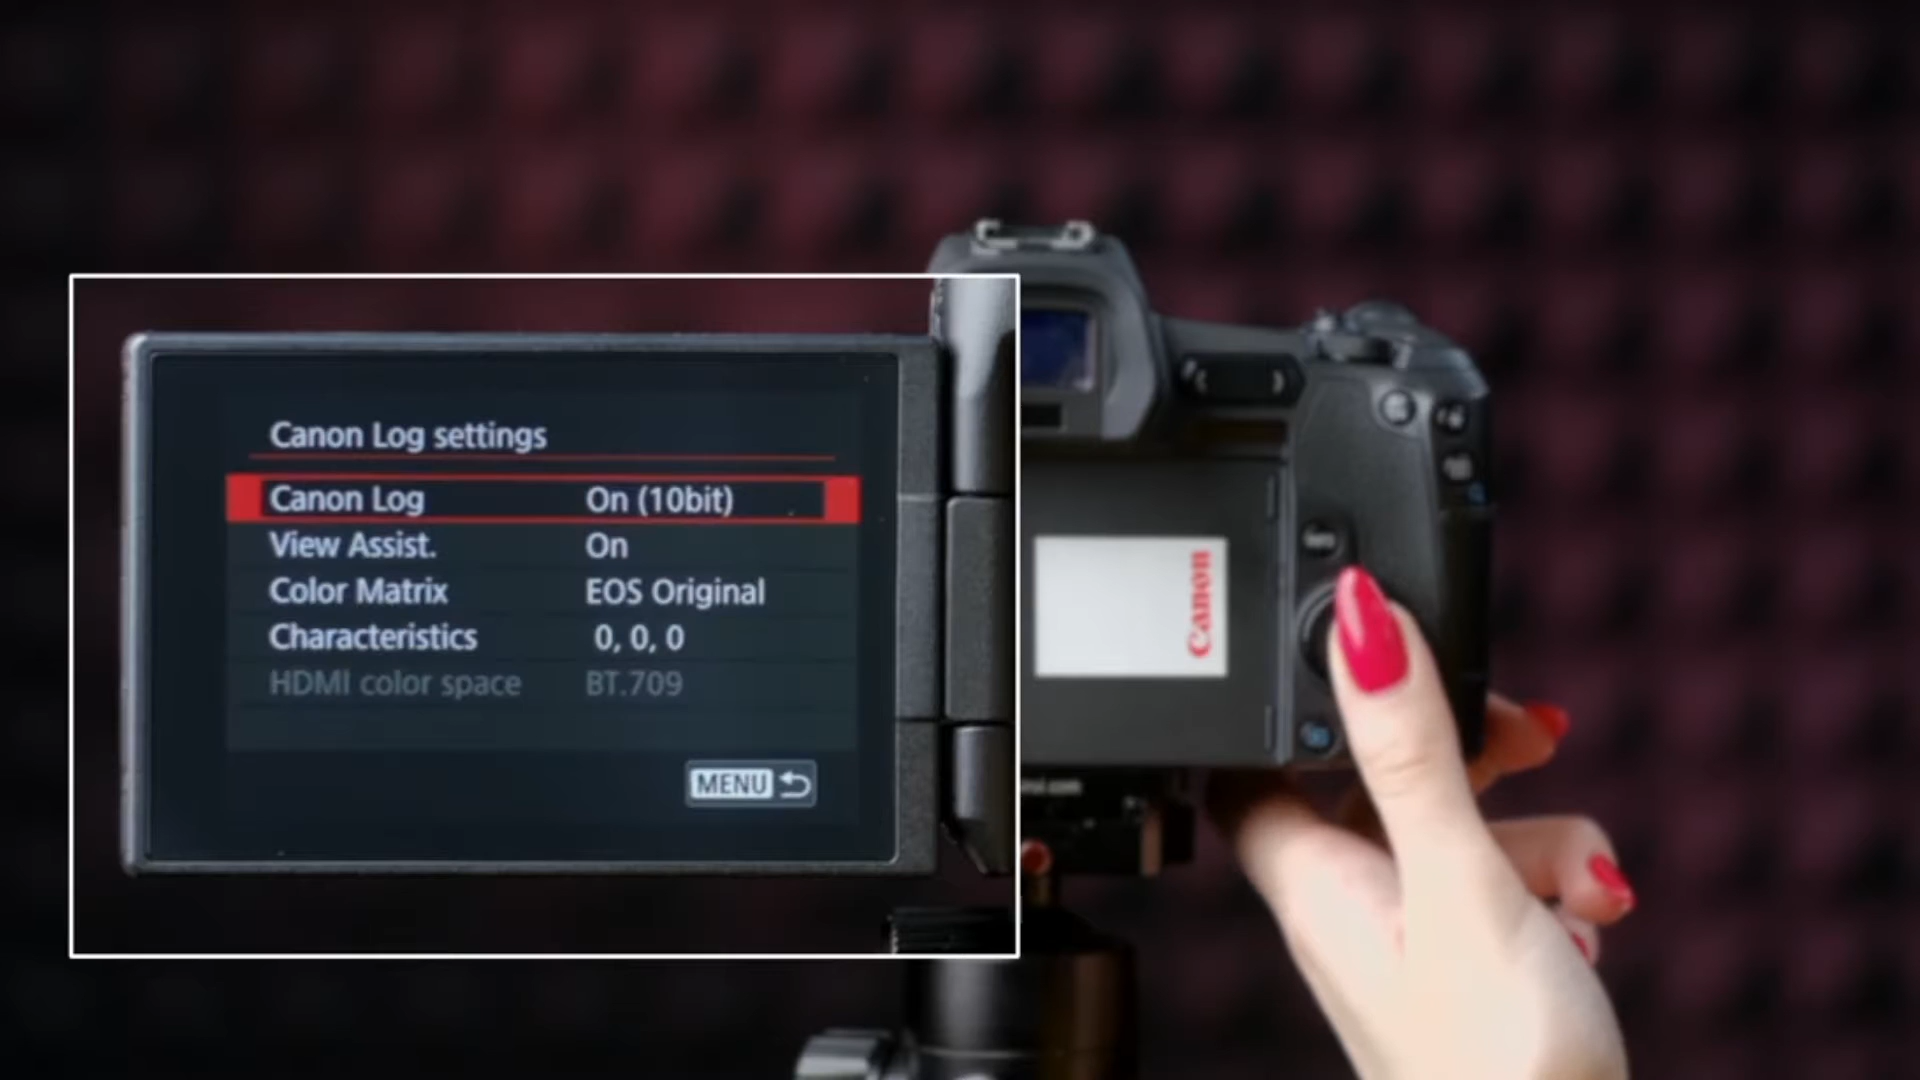 Canon Log settings
Canon Log On (10bit)
View Assist. On
Color Matrix EOS Original
Characteristics 0, 0, 0
HDMI color space BT.709
MENU
Canon